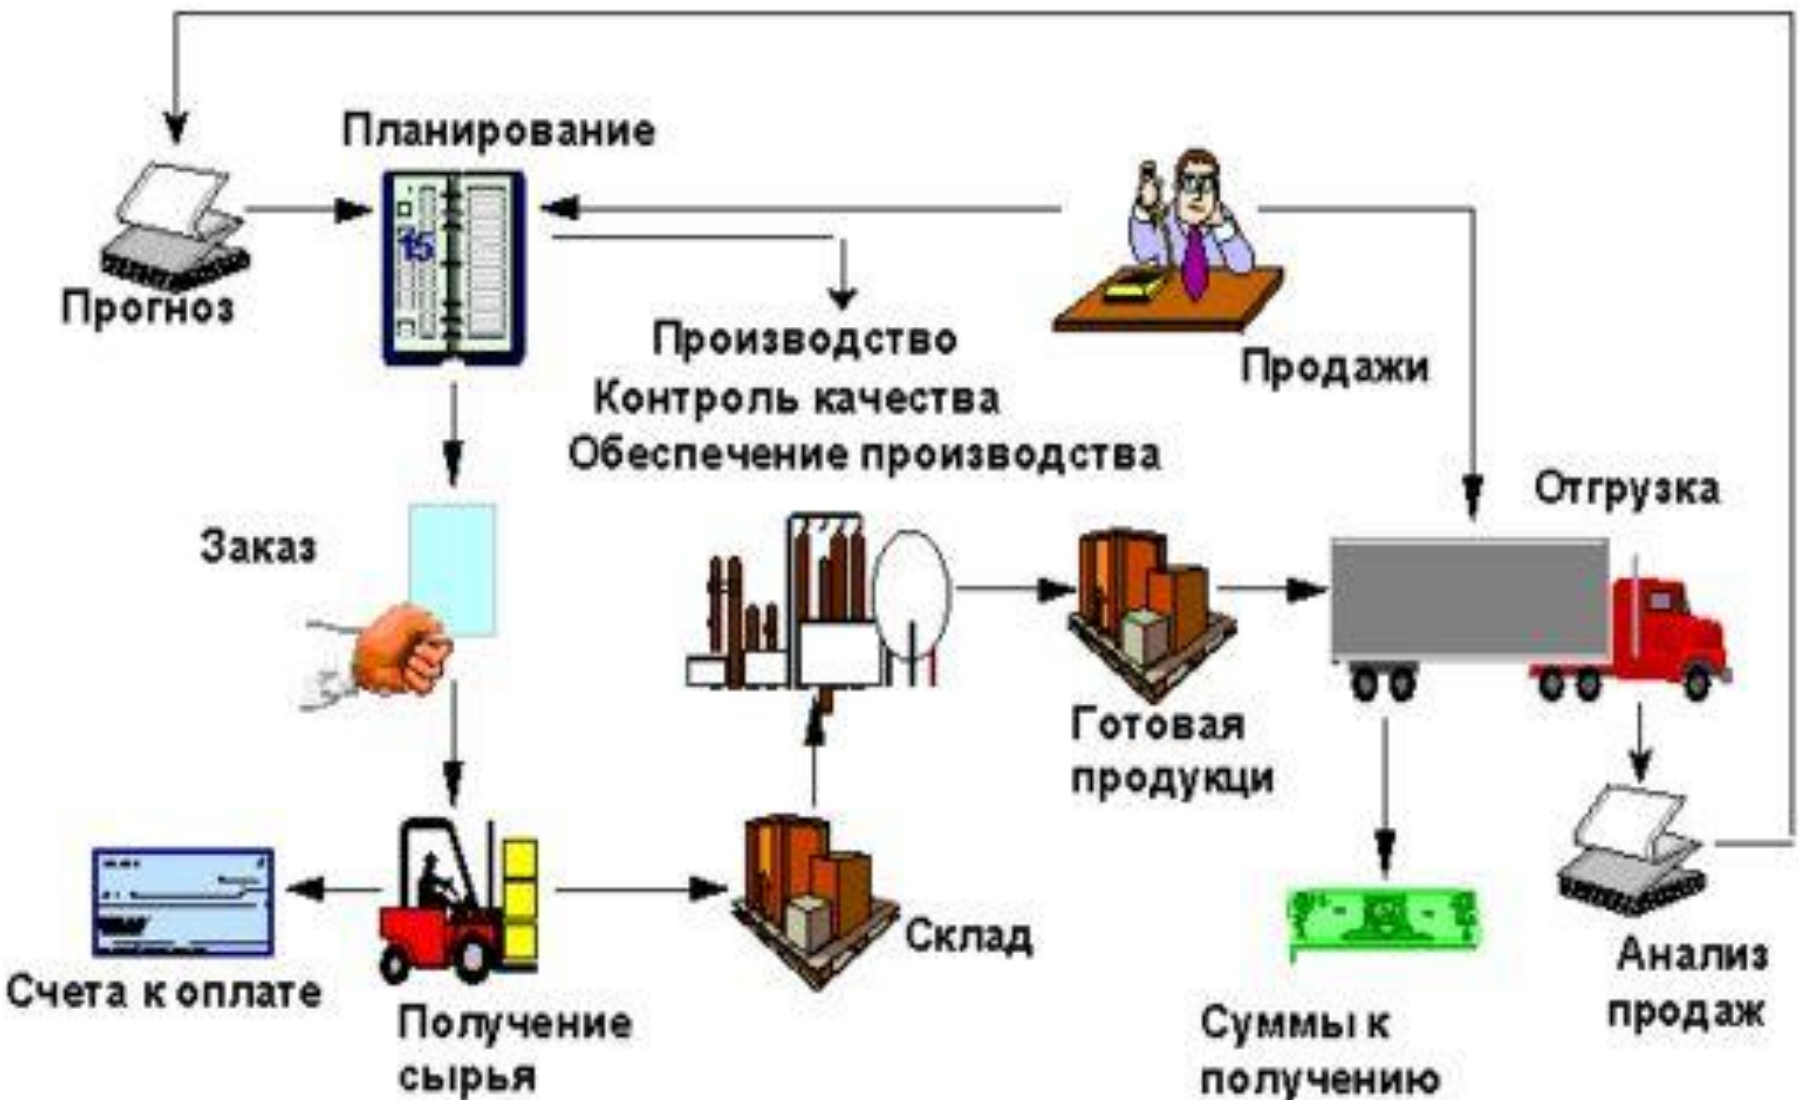 Планирование
Прогноз
15
Производство
Контроль качества
Обеспечение производства
Продажи
Заказ
Отгрузка
Готовая
продукци
Счета к оплате
Получение
сырья
Склад
Суммы к
получению
Анализ
продаж